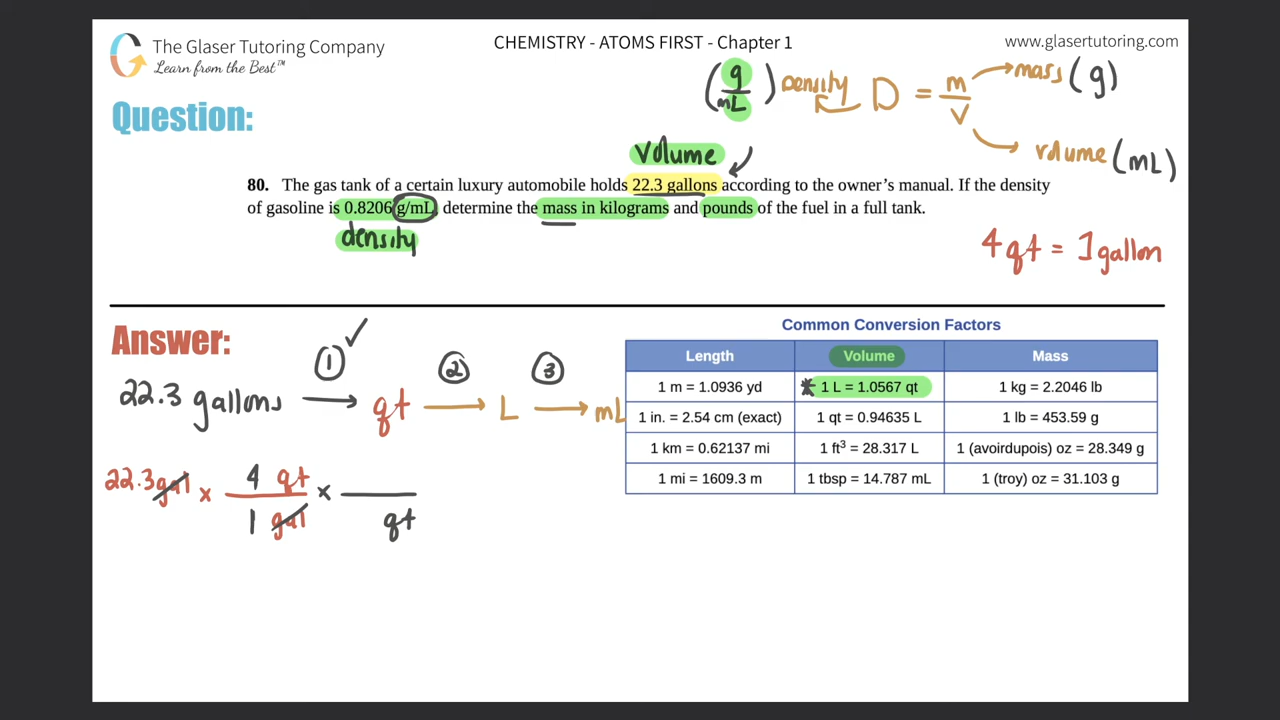 The Glaser Tutoring Company
Learn from the Best™
CHEMISTRY - ATOMS FIRST - Chapter 1
www.glasertutoring.com
Question:
(g/mL) Density D = m/V
mass (g)
volume (mL)
volume
80. The gas tank of a certain luxury automobile holds 22.3 gallons according to the owner's manual. If the density
of gasoline is 0.8206 g/mL, determine the mass in kilograms and pounds of the fuel in a full tank.
density
4 qt = 1 gallon
Answer:
1 ✓ 2 3
22.3 gallons → qt → L → mL
22.3 gal × 4 qt / 1 gal × ___ / qt
Common Conversion Factors
Length Volume Mass
1 m = 1.0936 yd * 1 L = 1.0567 qt 1 kg = 2.2046 lb
1 in. = 2.54 cm (exact) 1 qt = 0.94635 L 1 lb = 453.59 g
1 km = 0.62137 mi 1 ft³ = 28.317 L 1 (avoirdupois) oz = 28.349 g
1 mi = 1609.3 m 1 tbsp = 14.787 mL 1 (troy) oz = 31.103 g